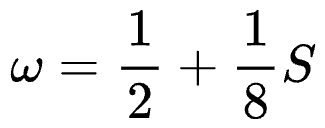 ω = 1/2 + 1/8 S